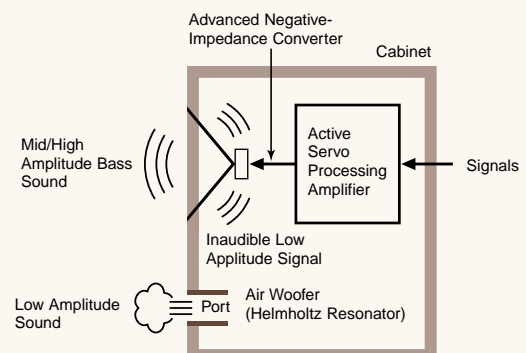 Advanced Negative-
Impedance Converter
Cabinet
Mid/High
Amplitude Bass
Sound
Active
Servo
Processing
Amplifier
Signals
Inaudible Low
Applitude Signal
Low Amplitude
Sound
Port
Air Woofer
(Helmholtz Resonator)